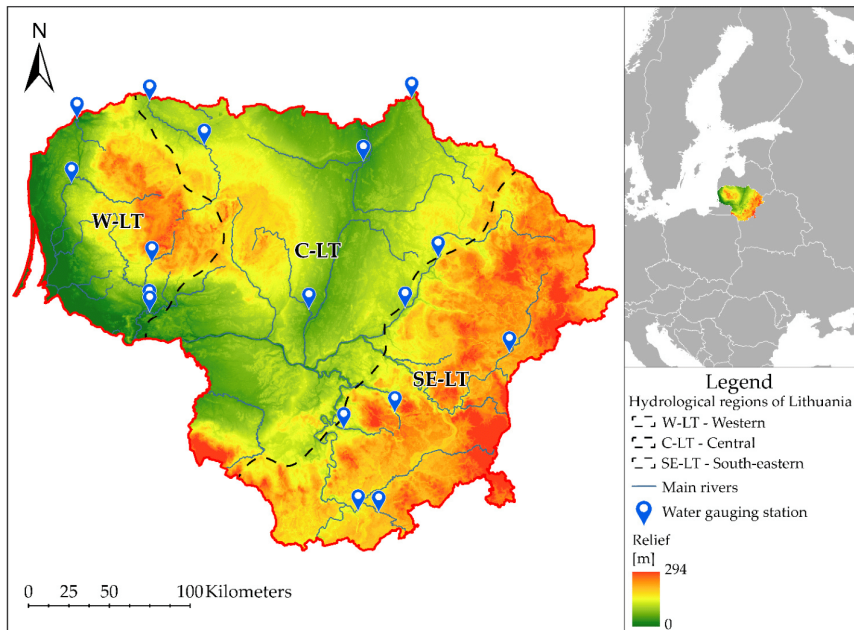 N
W-LT
C-LT
SE-LT
0 25 50 100 Kilometers
Legend
Hydrological regions of Lithuania
W-LT - Western
C-LT - Central
SE-LT - South-eastern
Main rivers
Water gauging station
Relief
[m]
294
0